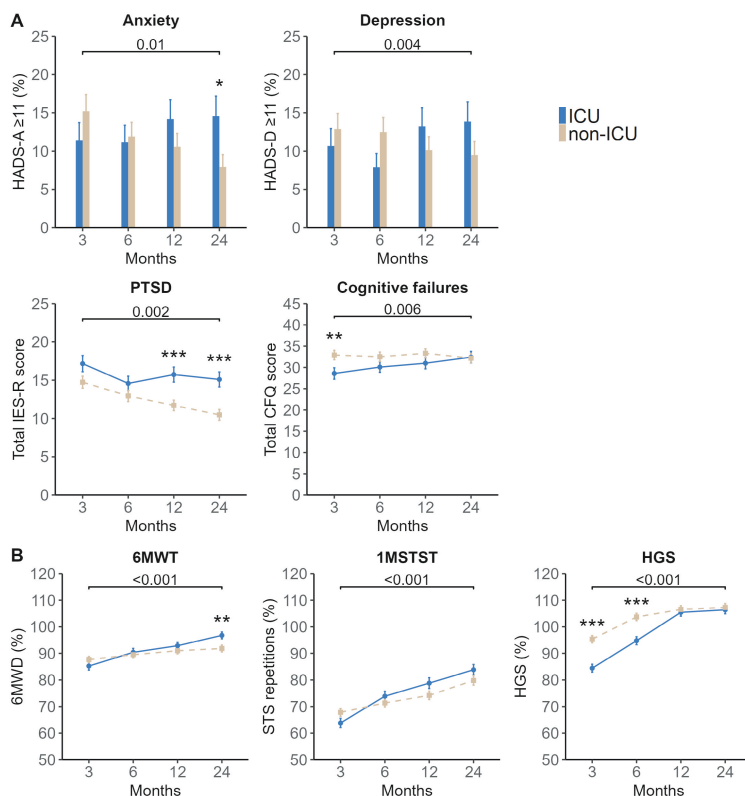 A
Anxiety
0.01
*
HADS-A ≥11 (%)
25
20
15
10
5
0
3 6 12 24
Months
Depression
0.004
HADS-D ≥11 (%)
25
20
15
10
5
0
3 6 12 24
Months
ICU
non-ICU
PTSD
0.002
*** ***
Total IES-R score
25
20
15
10
5
0
3 6 12 24
Months
Cognitive failures
0.006
**
Total CFQ score
45
40
35
30
25
20
15
10
5
0
3 6 12 24
Months
B
6MWT
<0.001
**
6MWD (%)
120
110
100
90
80
70
60
50
3 6 12 24
Months
1MSTST
<0.001
STS repetitions (%)
120
110
100
90
80
70
60
50
3 6 12 24
Months
HGS
<0.001
*** ***
HGS (%)
120
110
100
90
80
70
60
50
3 6 12 24
Months